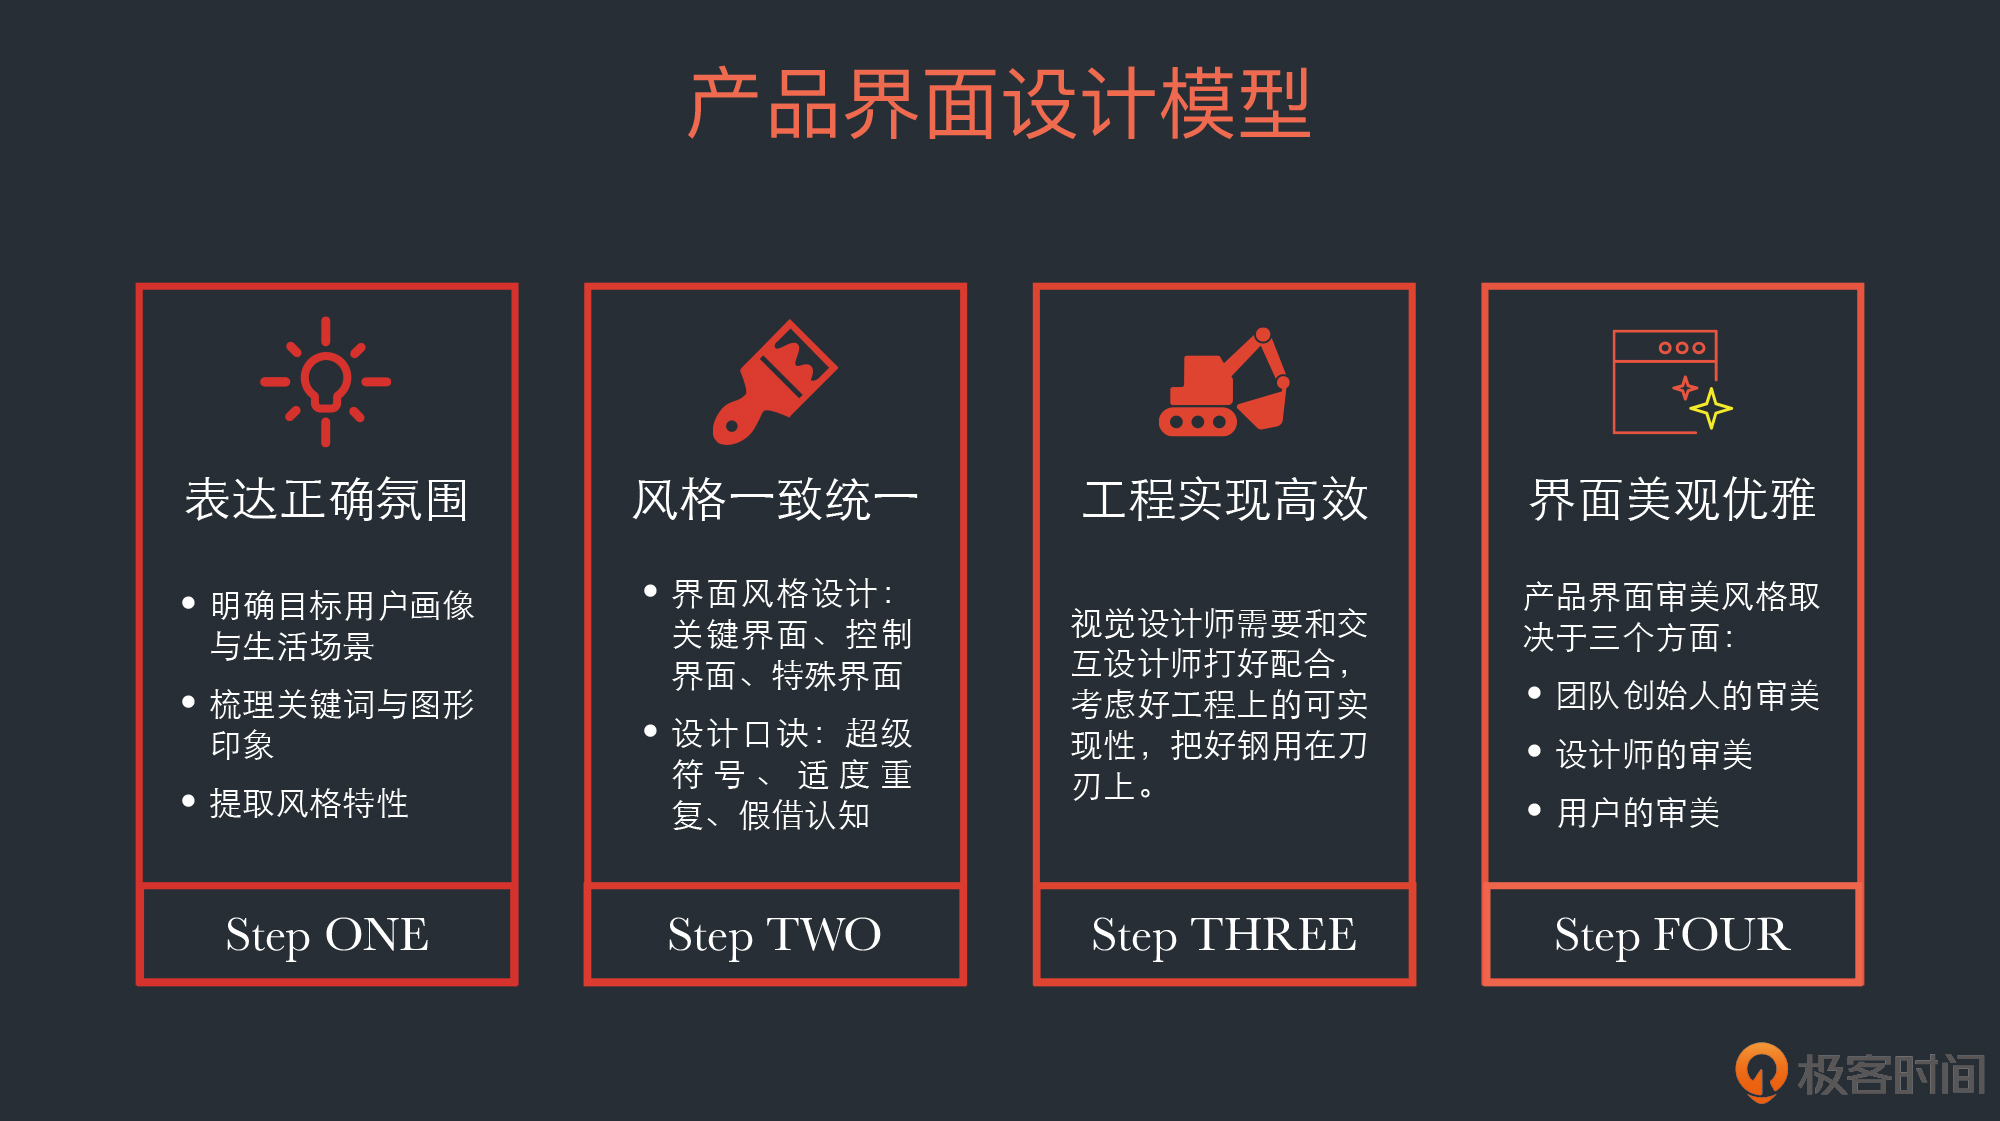 产品界面设计模型
表达正确氛围
• 明确目标用户画像
与生活场景
• 梳理关键词与图形
印象
• 提取风格特性
Step ONE
风格一致统一
• 界面风格设计：
关键界面、控制
界面、特殊界面
• 设计口诀：超级
符号、适度重
复、假借认知
Step TWO
工程实现高效
视觉设计师需要和交
互设计师打好配合，
考虑好工程上的可实
现性，把好钢用在刀
刃上。
Step THREE
界面美观优雅
产品界面审美风格取
决于三个方面：
• 团队创始人的审美
• 设计师的审美
• 用户的审美
Step FOUR
极客时间